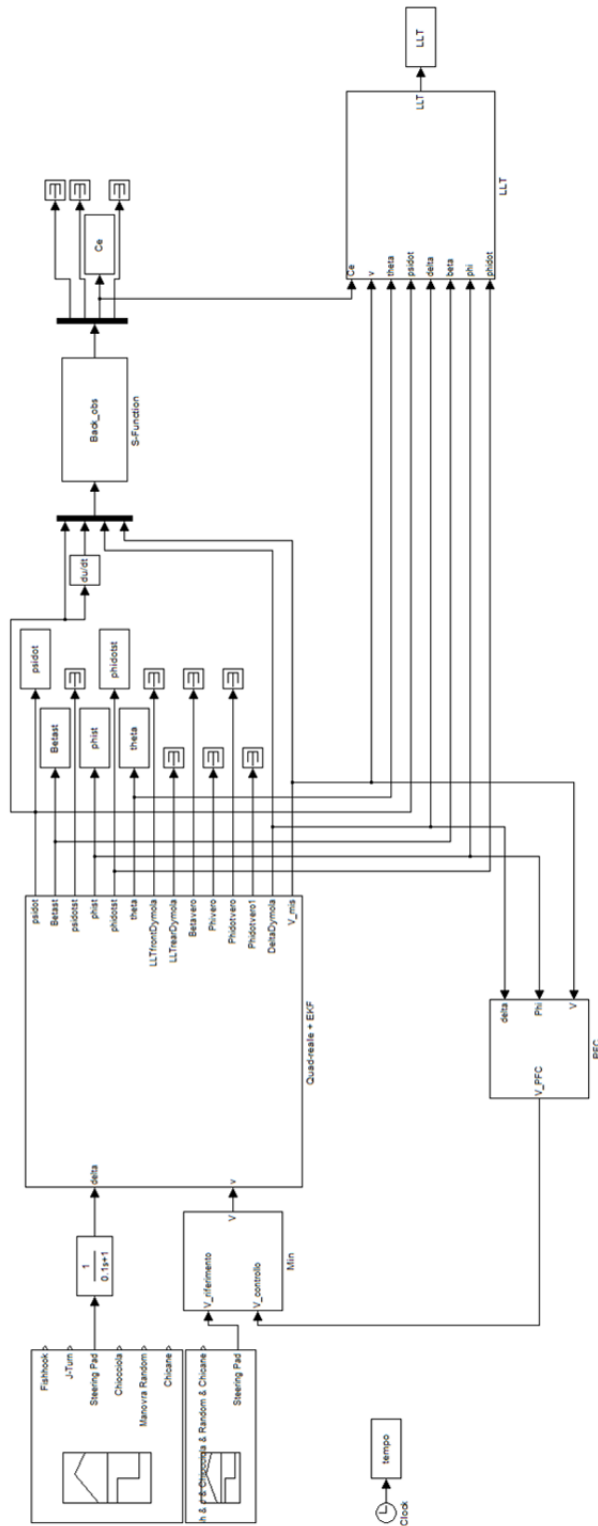 Fishhook
J-Turn
Steering Pad
Chiocciola
Manovra Random
Chicane
h & J & Chiocciola & Random & Chicane
Steering Pad
Clock
tempo
1
0.1s+1
V_riferimento
V_controllo
V
Min
delta
v
Quad-reale + EKF
psidot
Betast
psidotst
phist
phidotst
theta
LLTfrontDymola
LLTrearDymola
Betavero
Phivero
Phidotvero
Phidotvero1
DeltaDymola
V_mis
psidot
Betast
phist
phidotst
theta
du/dt
Back_obs
S-Function
Ce
delta
Phi
V
V_PFC
Ce
v
theta
psidot
delta
beta
phi
phidot
LLT
LLT
LLT